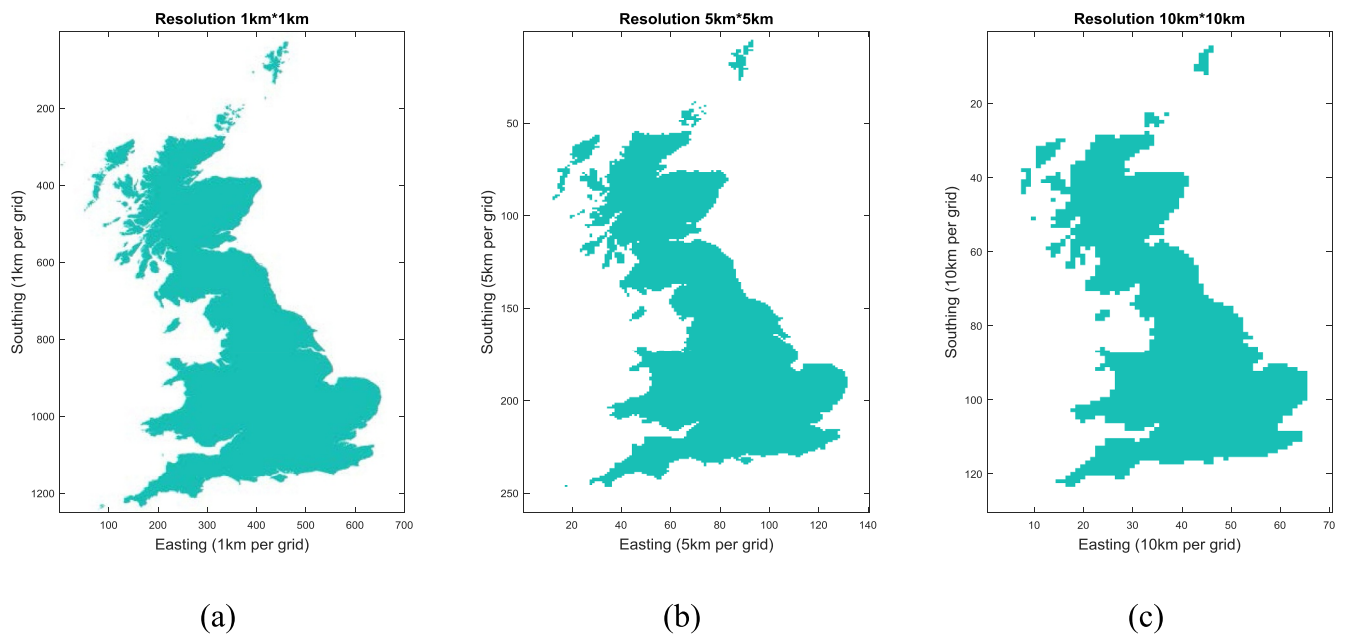 Resolution 1km*1km
200
400
600
800
1000
1200
100 200 300 400 500 600 700
Southing (1km per grid)
Easting (1km per grid)
(a)
Resolution 5km*5km
50
100
150
200
250
20 40 60 80 100 120 140
Southing (5km per grid)
Easting (5km per grid)
(b)
Resolution 10km*10km
20
40
60
80
100
120
10 20 30 40 50 60 70
Southing (10km per grid)
Easting (10km per grid)
(c)